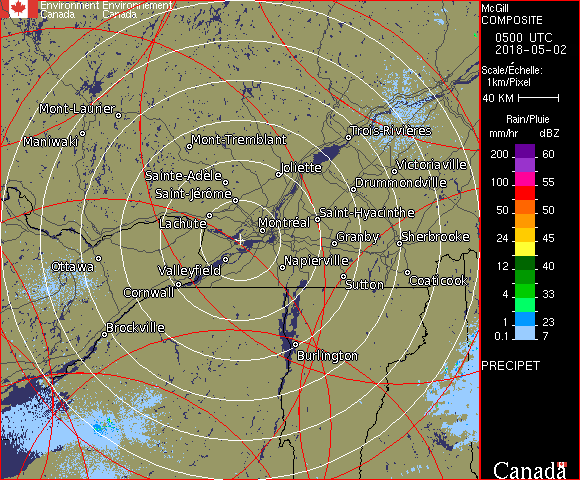 Environment Environnement
Canada Canada
McGill
COMPOSITE
0500 UTC
2018-05-02
Scale/Échelle:
1km/Pixel
40 KM
Rain/Pluie
mm/hr dBZ
200 60
100 55
50 50
24 45
12 40
4 33
1 23
0.1 7
PRECIPET
Canada
Mont-Laurier
Maniwaki
Mont-Tremblant
Trois-Rivières
Sainte-Adèle
Joliette
Victoriaville
Saint-Jérôme
Drummondville
Lachute
Montréal
Saint-Hyacinthe
Granby
Sherbrooke
Ottawa
Valleyfield
Napierville
Cornwall
Sutton
Coaticook
Brockville
Burlington